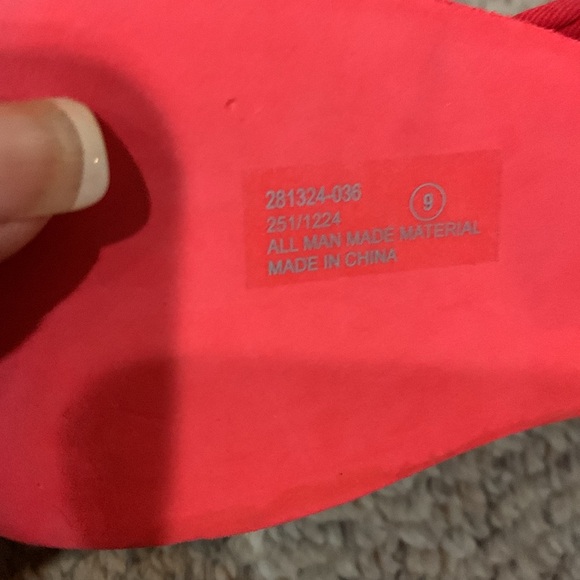 281324-036 9
251/1224
ALL MAN MADE MATERIAL
MADE IN CHINA